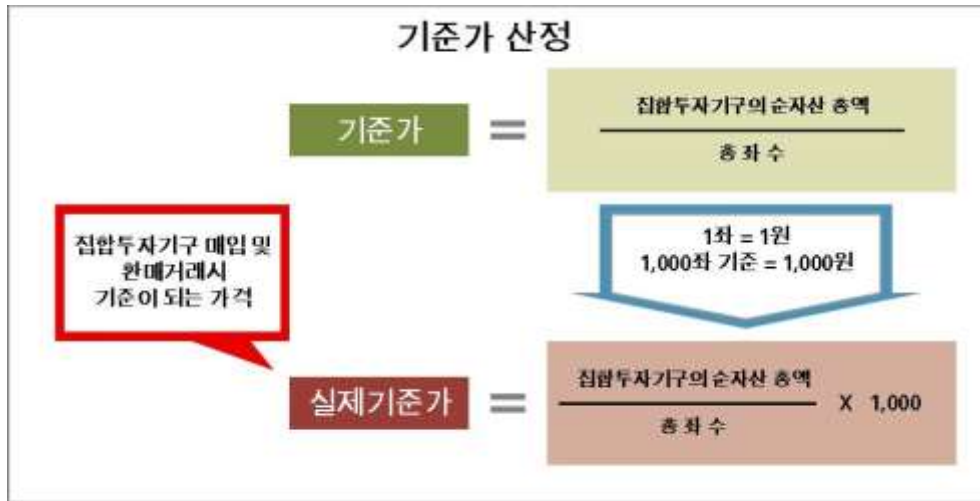 기준가 산정
기준가
=
집합투자기구의 순자산 총액
총 좌 수
집합투자기구 매입 및
환매거래시
기준이 되는 가격
1좌 = 1원
1,000좌 기준 = 1,000원
실제기준가
=
집합투자기구의 순자산 총액
총 좌 수
X 1,000